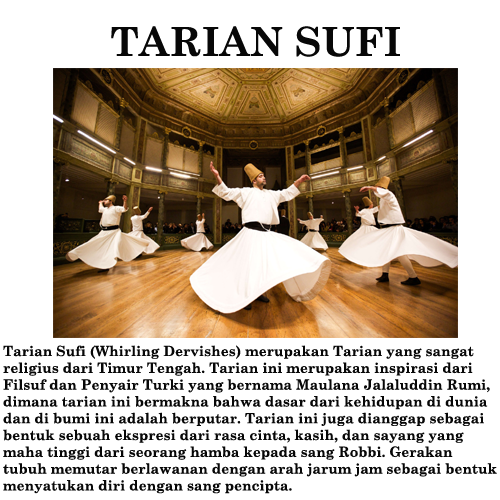 TARIAN SUFI
Tarian Sufi (Whirling Dervishes) merupakan Tarian yang sangat
religius dari Timur Tengah. Tarian ini merupakan inspirasi dari
Filsuf dan Penyair Turki yang bernama Maulana Jalaluddin Rumi,
dimana tarian ini bermakna bahwa dasar dari kehidupan di dunia
dan di bumi ini adalah berputar. Tarian ini juga dianggap sebagai
bentuk sebuah ekspresi dari rasa cinta, kasih, dan sayang yang
maha tinggi dari seorang hamba kepada sang Robbi. Gerakan
tubuh memutar berlawanan dengan arah jarum jam sebagai bentuk
menyatukan diri dengan sang pencipta.